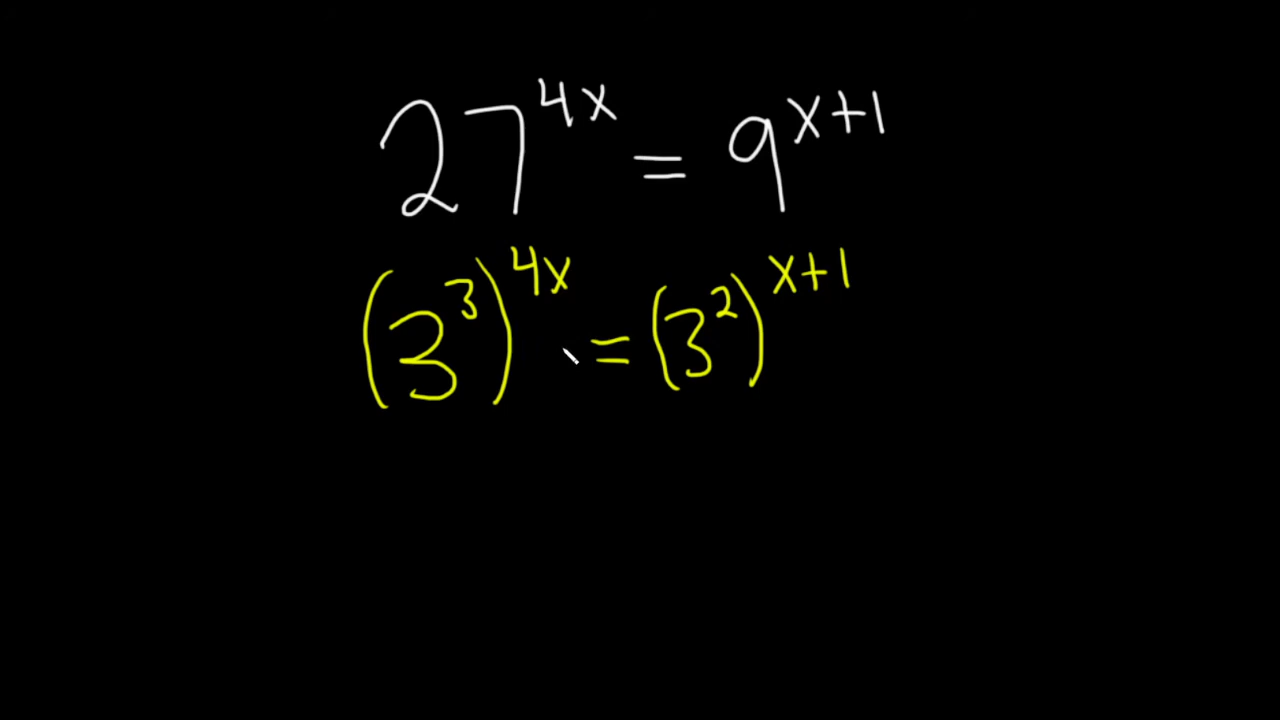 27^{4x} = 9^{x+1}
(3^3)^{4x} = (3^2)^{x+1}